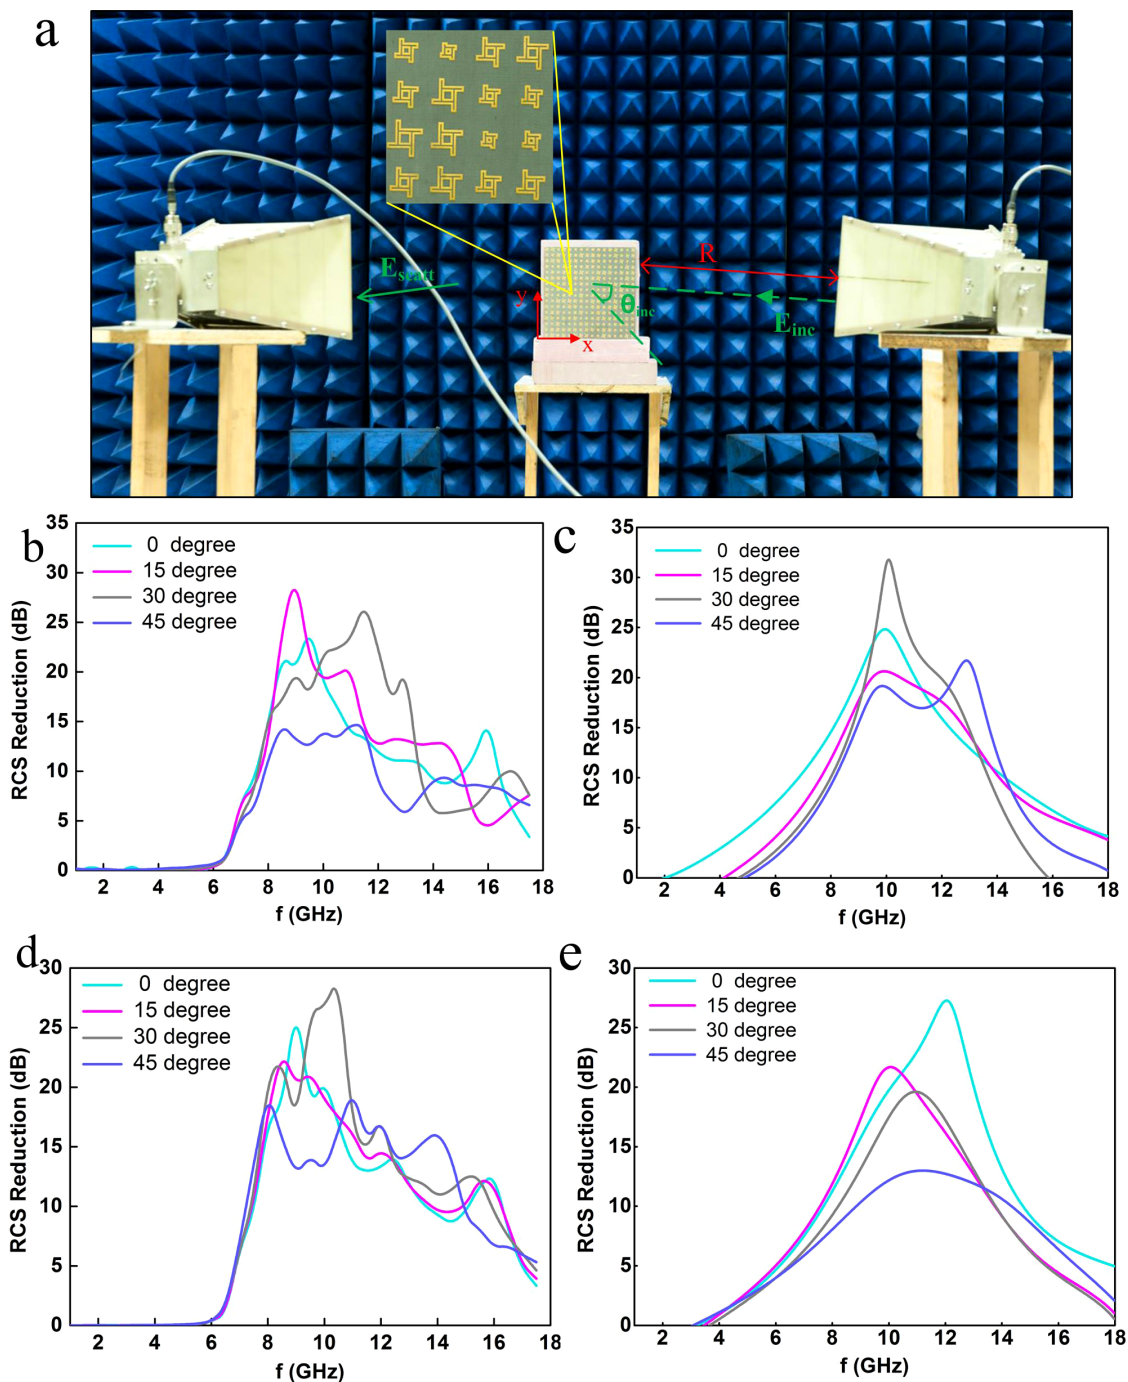 a
E_scatt
R
θ_inc
E_inc
y
x
b
35
30
25
20
15
10
5
0
RCS Reduction (dB)
0 degree
15 degree
30 degree
45 degree
2 4 6 8 10 12 14 16 18
f (GHz)
c
35
30
25
20
15
10
5
0
RCS Reduction (dB)
0 degree
15 degree
30 degree
45 degree
2 4 6 8 10 12 14 16 18
f (GHz)
d
30
25
20
15
10
5
0
RCS Reduction (dB)
0 degree
15 degree
30 degree
45 degree
2 4 6 8 10 12 14 16 18
f (GHz)
e
30
25
20
15
10
5
0
RCS Reduction (dB)
0 degree
15 degree
30 degree
45 degree
2 4 6 8 10 12 14 16 18
f (GHz)